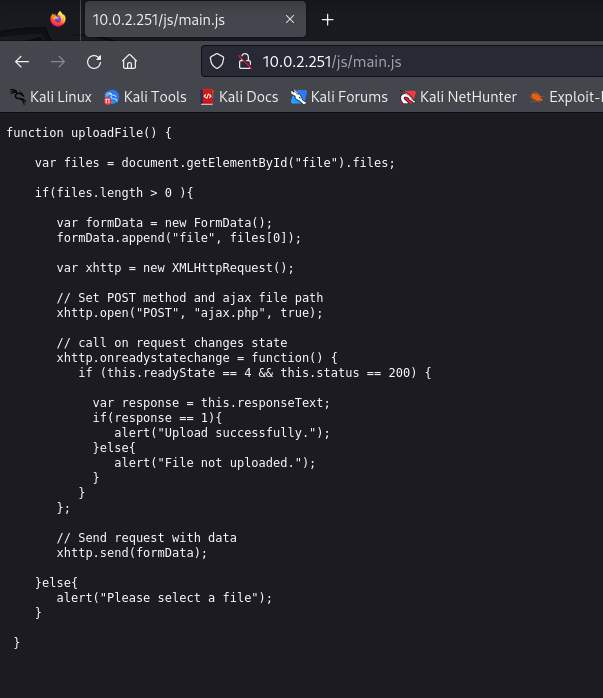 10.0.2.251/js/main.js
10.0.2.251/js/main.js
Kali Linux Kali Tools Kali Docs Kali Forums Kali NetHunter
function uploadFile() {
var files = document.getElementById("file").files;
if(files.length > 0 ){
var formData = new FormData();
formData.append("file", files[0]);
var xhttp = new XMLHttpRequest();
// Set POST method and ajax file path
xhttp.open("POST", "ajax.php", true);
// call on request changes state
xhttp.onreadystatechange = function() {
if (this.readyState == 4 && this.status == 200) {
var response = this.responseText;
if(response == 1){
alert("Upload successfully.");
}else{
alert("File not uploaded.");
}
}
};
// Send request with data
xhttp.send(formData);
}else{
alert("Please select a file");
}
}